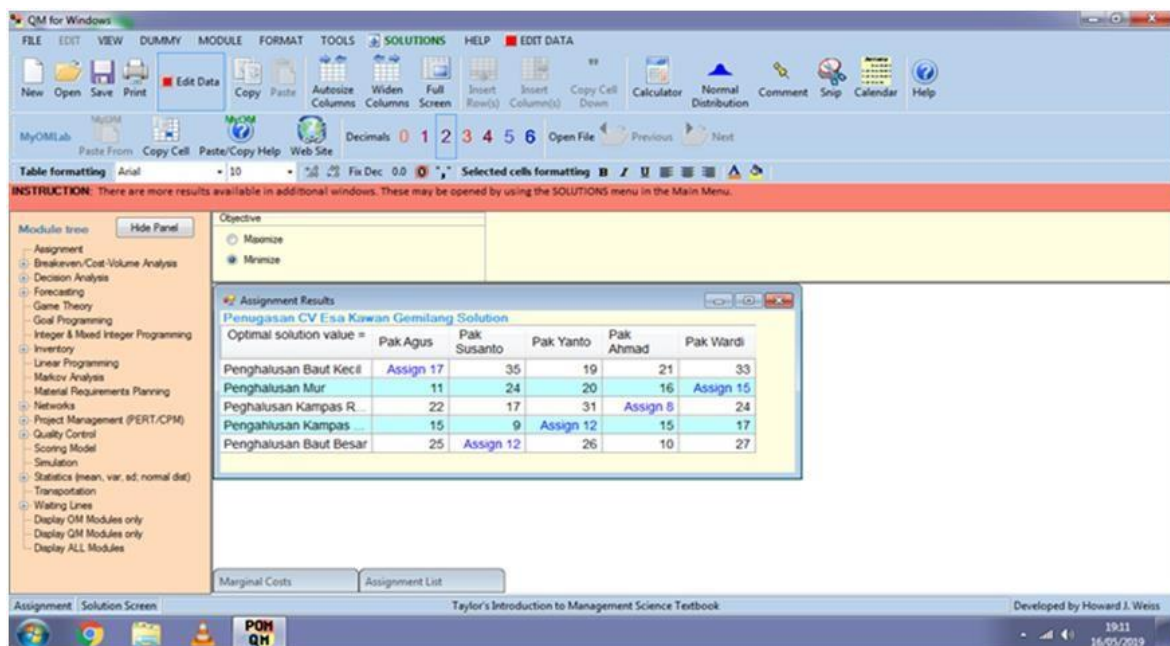 QM for Windows
FILE EDIT VIEW DUMMY MODULE FORMAT TOOLS SOLUTIONS HELP EDIT DATA
New Open Save Print Edit Data Copy Paste Autosize Columns Widen Columns Full Screen Insert Row(s) Insert Column(s) Copy Cell Down Calculator Normal Distribution Comment Snip Calendar Help
MyOMLab Paste From Copy Cell Paste/Copy Help Web Site Decimals 0 1 2 3 4 5 6 Open File Previous Next
Table formatting Arial 10 Fix Dec 0.0 0 "," Selected cells formatting B I U
INSTRUCTION: There are more results available in additional windows. These may be opened by using the SOLUTIONS menu in the Main Menu.
Module tree Hide Panel
Assignment
Breakeven/Cost-Volume Analysis
Decision Analysis
Forecasting
Game Theory
Goal Programming
Integer & Mixed Integer Programming
Inventory
Linear Programming
Markov Analysis
Material Requirements Planning
Networks
Project Management (PERT/CPM)
Quality Control
Scoring Model
Simulation
Statistics (mean, var, sd; normal dist)
Transportation
Waiting Lines
Display OM Modules only
Display QM Modules only
Display ALL Modules
Objective
Maximize
Minimize
Assignment Results
Penugasan CV Esa Kawan Gemilang Solution
Optimal solution value = Pak Agus Pak Susanto Pak Yanto Pak Ahmad Pak Wardi
Penghalusan Baut Kecil Assign 17 35 19 21 33
Penghalusan Mur 11 24 20 16 Assign 15
Peghalusan Kampas R... 22 17 31 Assign 8 24
Pengahlusan Kampas ... 15 9 Assign 12 15 17
Penghalusan Baut Besar 25 Assign 12 26 10 27
Marginal Costs Assignment List
Assignment Solution Screen Taylor's Introduction to Management Science Textbook Developed by Howard J. Weiss
POM QM
19:11
16/05/2019